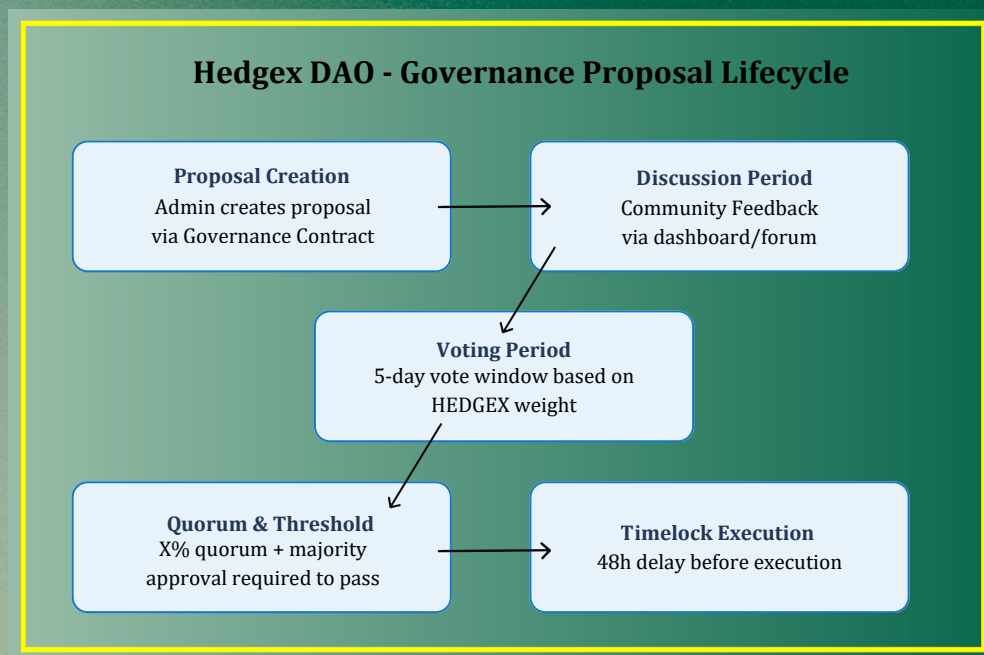 Hedgex DAO - Governance Proposal Lifecycle
Proposal Creation
Admin creates proposal
via Governance Contract
Discussion Period
Community Feedback
via dashboard/forum
Voting Period
5-day vote window based on
HEDGEX weight
Quorum & Threshold
X% quorum + majority
approval required to pass
Timelock Execution
48h delay before execution